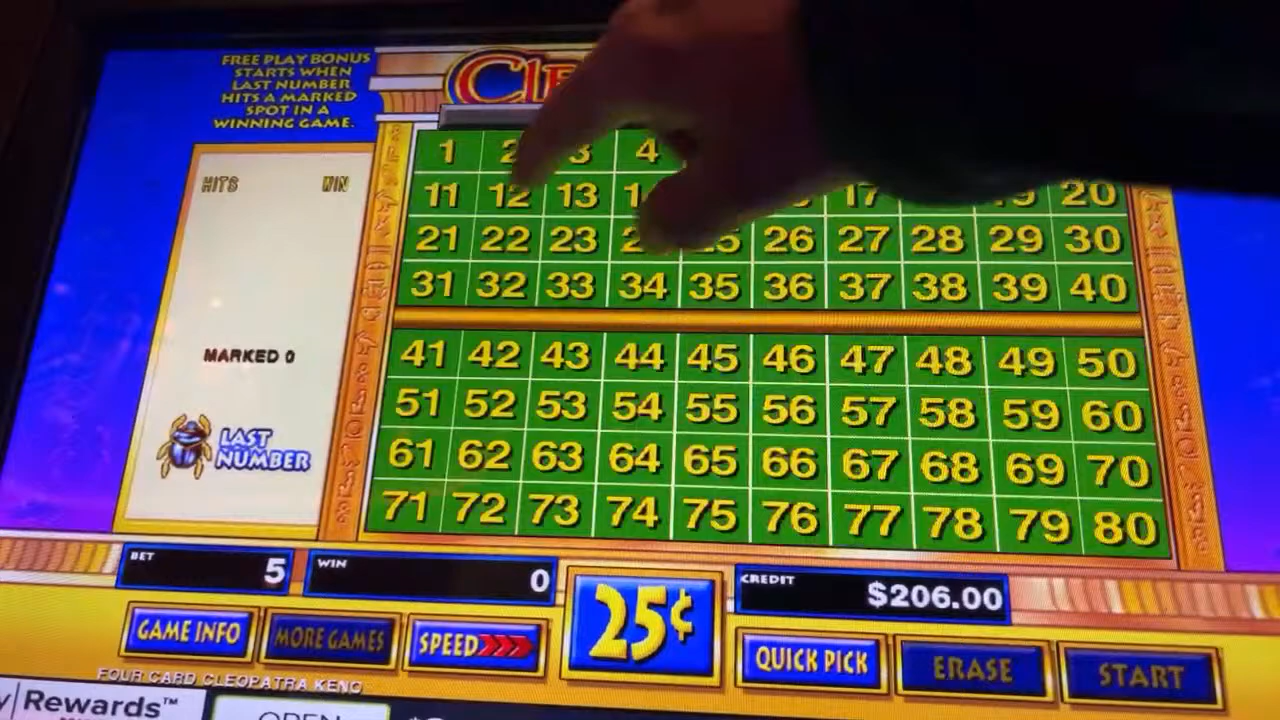 FREE PLAY BONUS
STARTS WHEN
LAST NUMBER
HITS A MARKED
SPOT IN A
WINNING GAME.
HITS WIN
MARKED 0
LAST
NUMBER
1 2 3 4
11 12 13 17 20
21 22 23 26 27 28 29 30
31 32 33 34 35 36 37 38 39 40
41 42 43 44 45 46 47 48 49 50
51 52 53 54 55 56 57 58 59 60
61 62 63 64 65 66 67 68 69 70
71 72 73 74 75 76 77 78 79 80
BET 5
WIN 0
25¢
CREDIT $206.00
GAME INFO
MORE GAMES
SPEED
QUICK PICK
ERASE
START
FOUR CARD CLEOPATRA KENO
Rewards™
OPEN